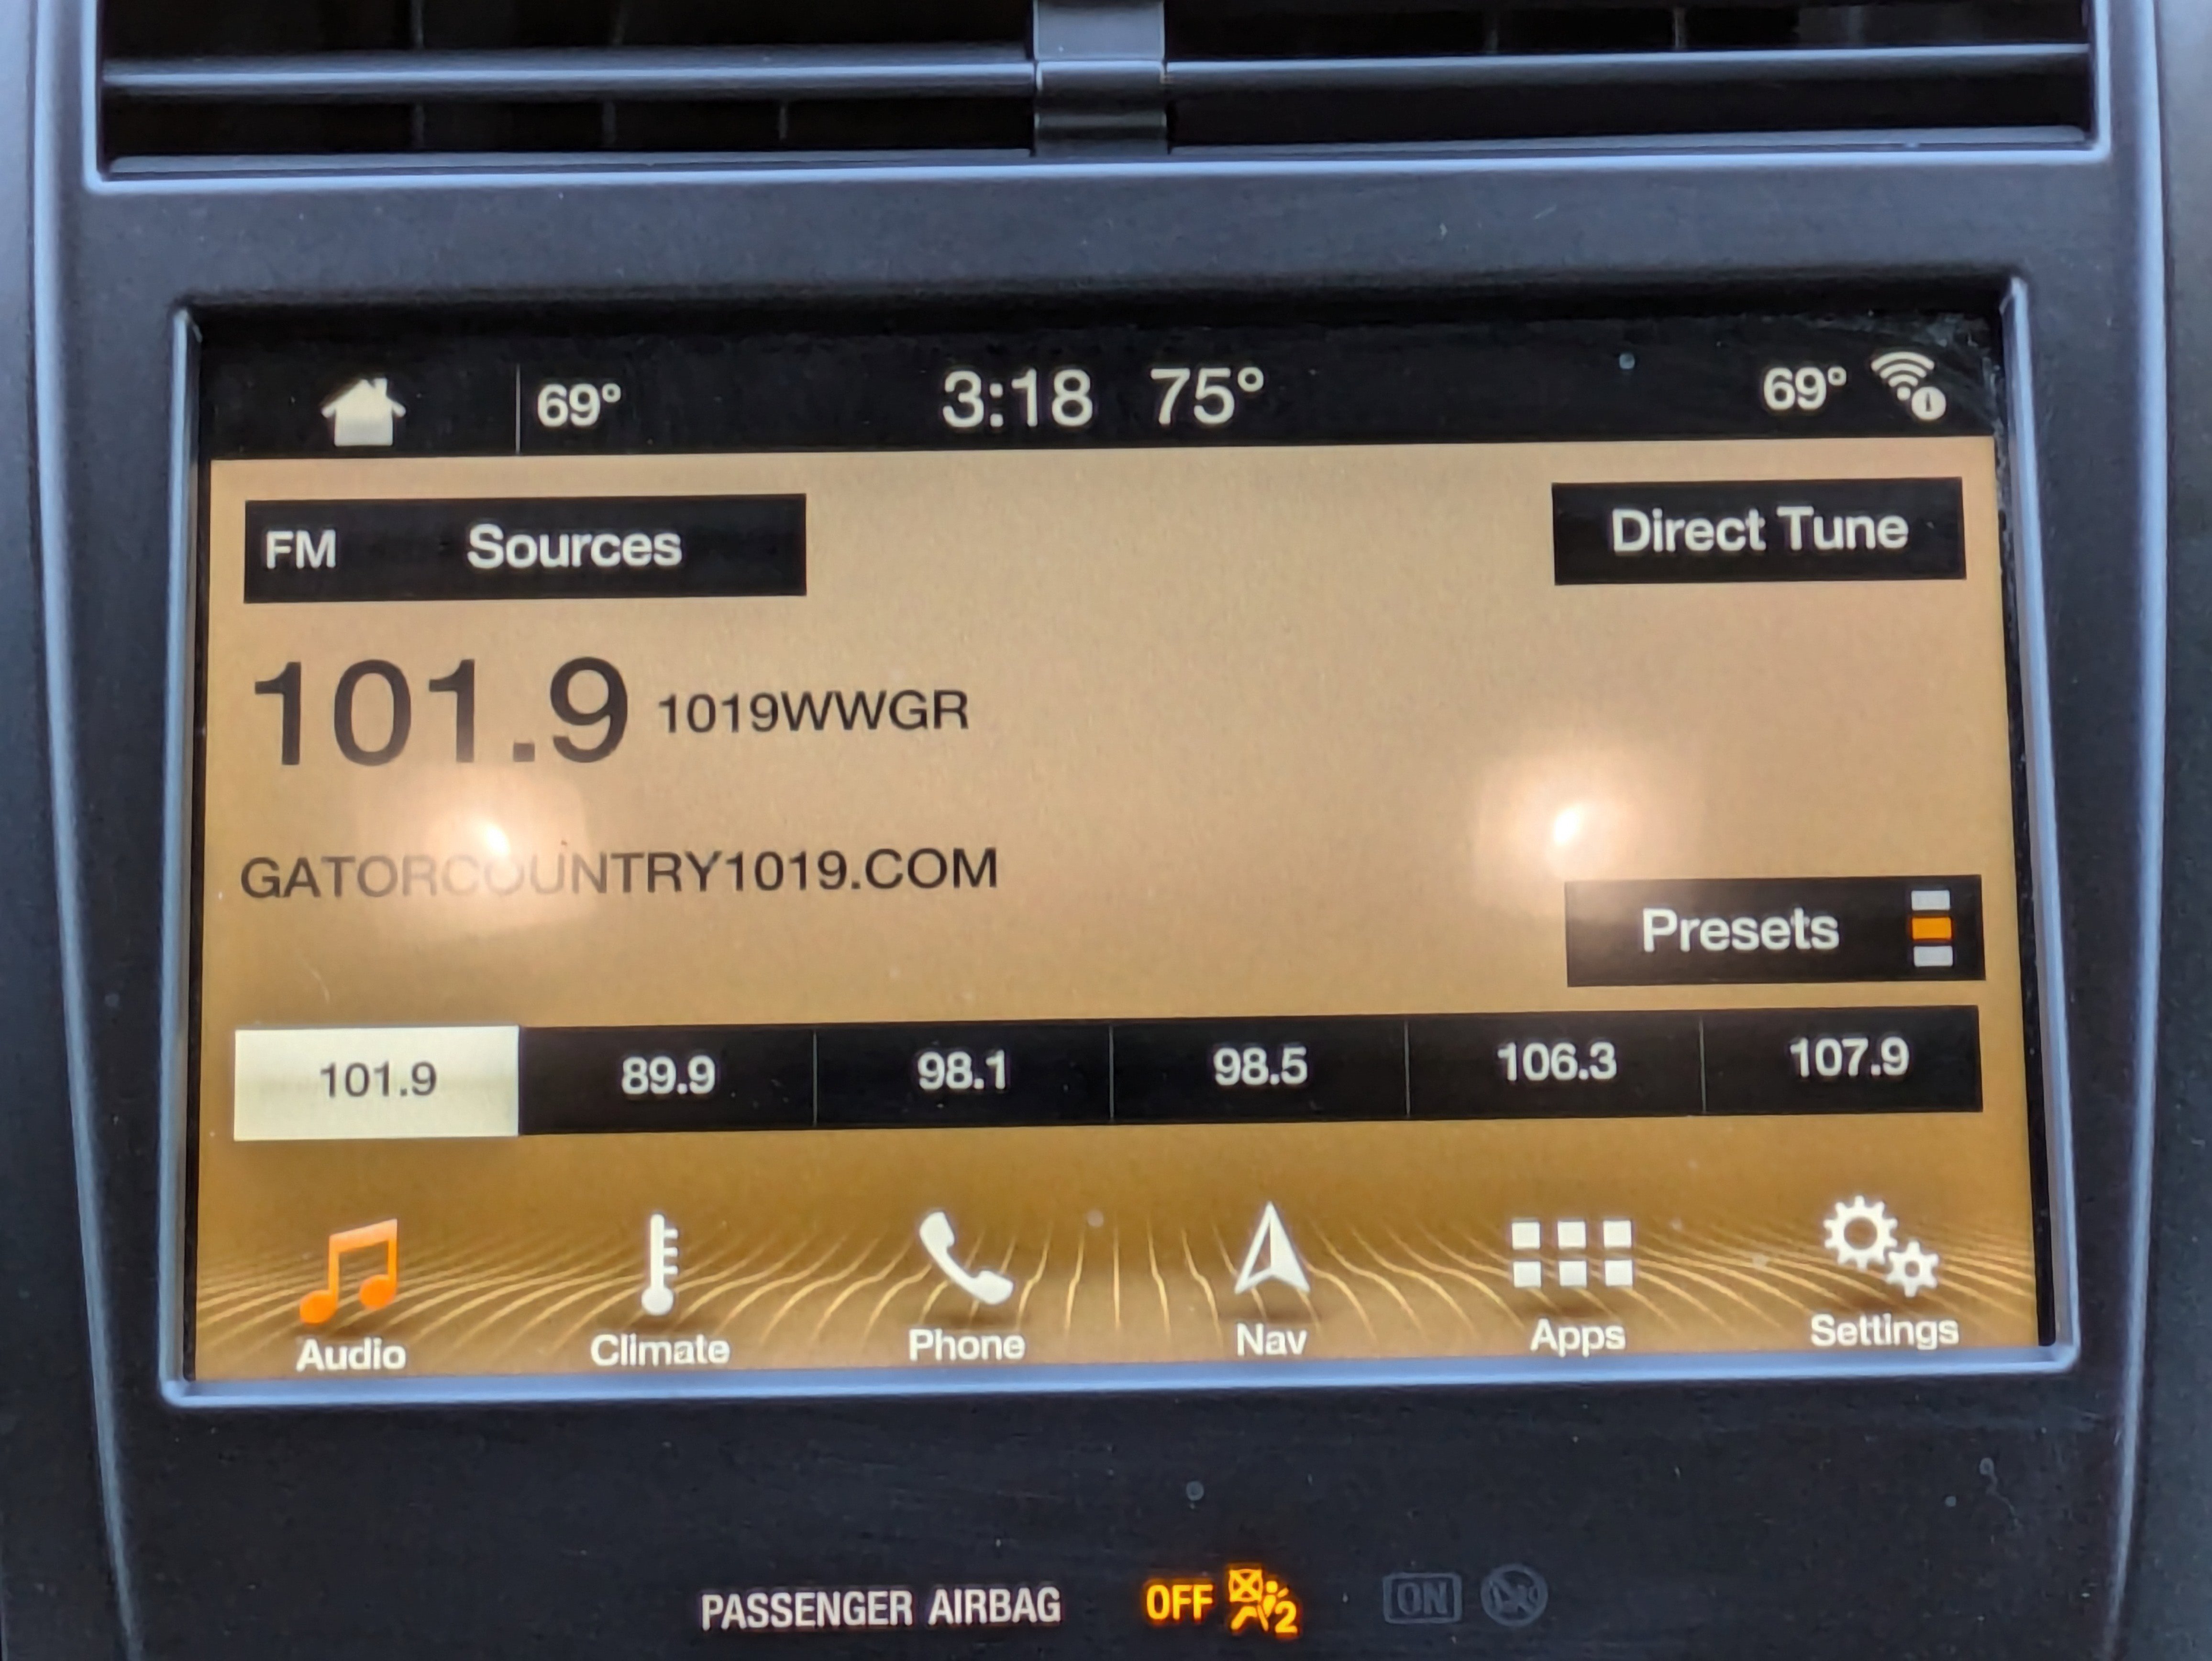 69° 3:18 75° 69°
FM Sources Direct Tune
101.9 1019WWGR
GATORCOUNTRY1019.COM
Presets
101.9 89.9 98.1 98.5 106.3 107.9
Audio Climate Phone Nav Apps Settings
PASSENGER AIRBAG OFF 2 ON